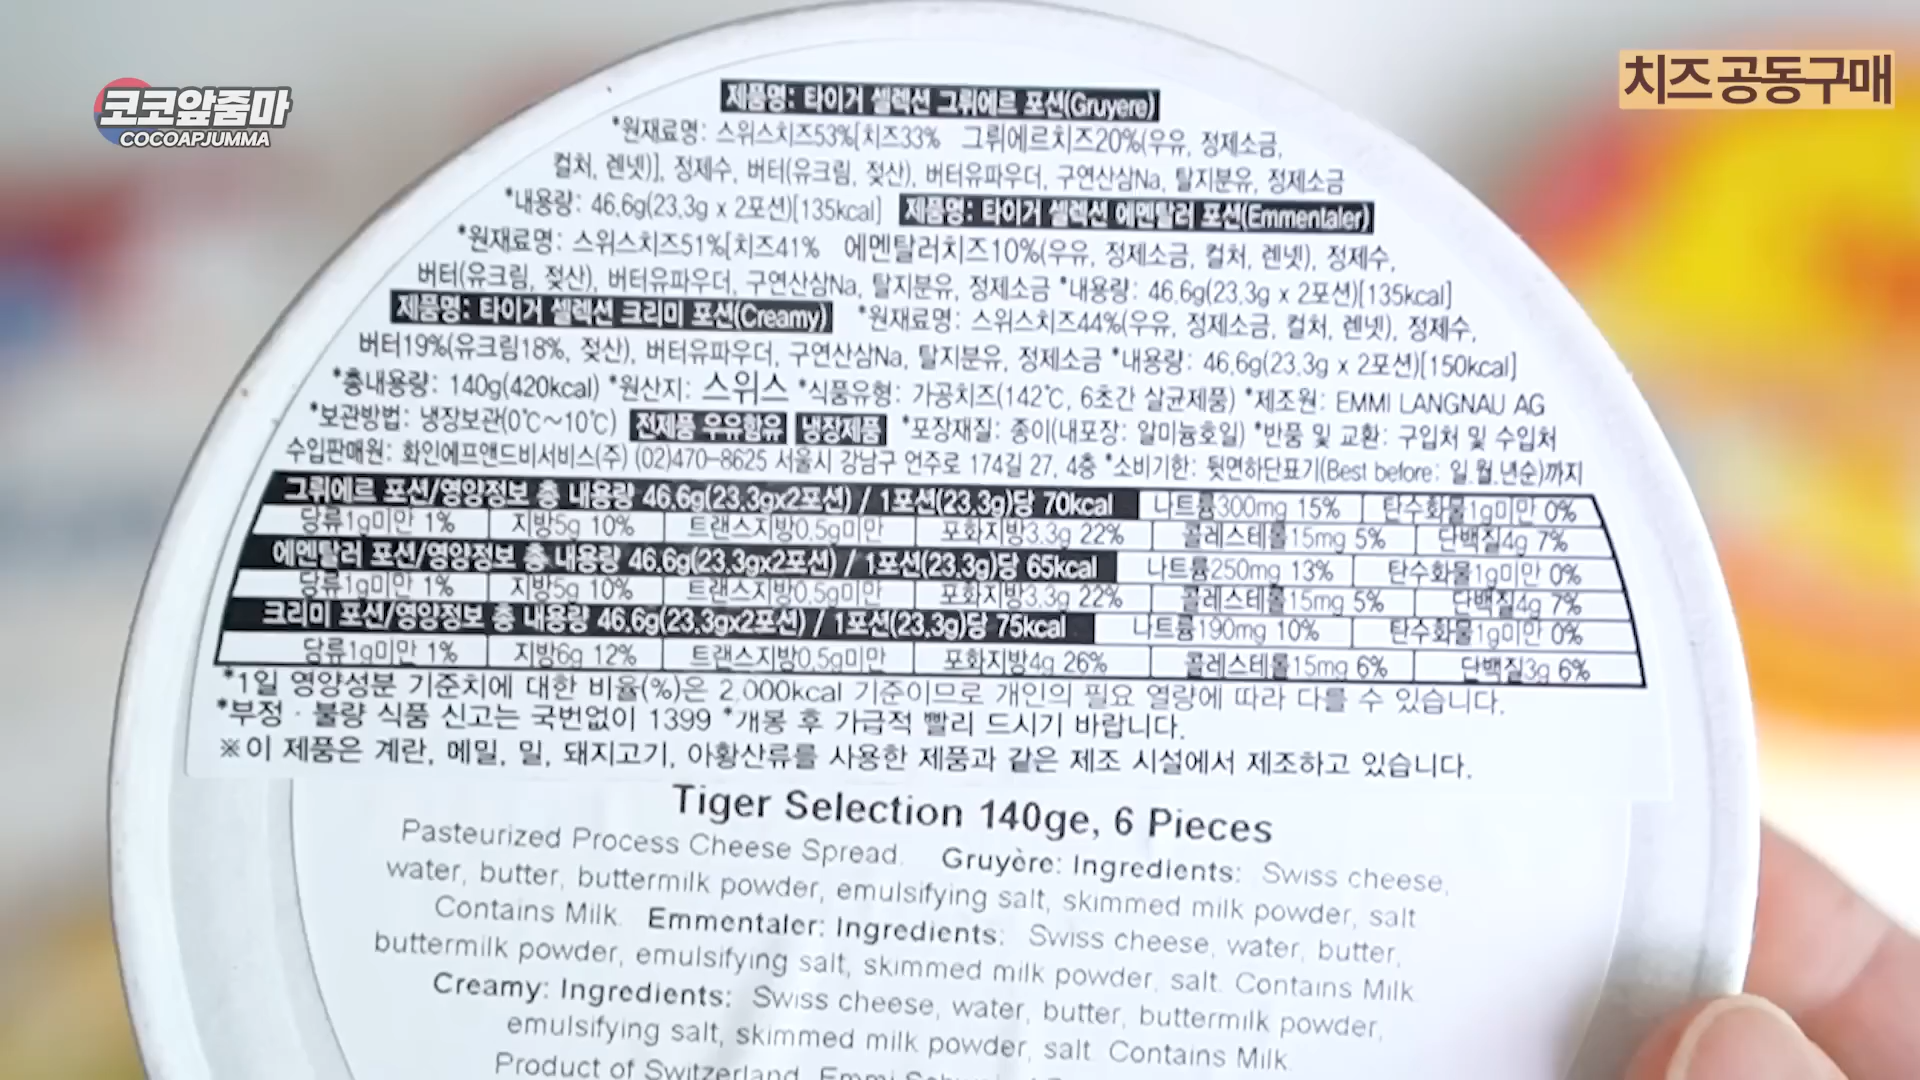 코코앞줌마
COCOAPJUMMA
치즈 공동구매
제품명: 타이거 셀렉션 그뤼에르 포션(Gruyere)
*원재료명: 스위스치즈53%[치즈33% 그뤼에르치즈20%(우유, 정제소금,
컬처, 렌넷)], 정제수, 버터(유크림, 젖산), 버터유파우더, 구연산삼Na, 탈지분유, 정제소금
*내용량: 46.6g(23.3g x 2포션)[135kcal] 제품명: 타이거 셀렉션 에멘탈러 포션(Emmentaler)
*원재료명: 스위스치즈51%[치즈41% 에멘탈러치즈10%(우유, 정제소금, 컬처, 렌넷), 정제수,
버터(유크림, 젖산), 버터유파우더, 구연산삼Na, 탈지분유, 정제소금 *내용량: 46.6g(23.3g x 2포션)[135kcal]
제품명: 타이거 셀렉션 크리미 포션(Creamy) *원재료명: 스위스치즈44%(우유, 정제소금, 컬처, 렌넷), 정제수,
버터19%(유크림18%, 젖산), 버터유파우더, 구연산삼Na, 탈지분유, 정제소금 *내용량: 46.6g(23.3g x 2포션)[150kcal]
*총내용량: 140g(420kcal) *원산지: 스위스 *식품유형: 가공치즈(142℃, 6초간 살균제품) *제조원: EMMI LANGNAU AG
*보관방법: 냉장보관(0℃~10℃) 전제품 우유함유 냉장제품 *포장재질: 종이(내포장: 알미늄호일) *반품 및 교환: 구입처 및 수입처
수입판매원: 화인에프앤드비서비스(주) (02)470-8625 서울시 강남구 언주로 174길 27, 4층 *소비기한: 뒷면하단표기(Best before: 일.월.년순)까지
그뤼에르 포션/영양정보 총 내용량 46.6g(23.3gx2포션) / 1포션(23.3g)당 70kcal 나트륨300mg 15% 탄수화물1g미만 0%
당류1g미만 1% 지방5g 10% 트랜스지방0.5g미만 포화지방3.3g 22% 콜레스테롤15mg 5% 단백질4g 7%
에멘탈러 포션/영양정보 총 내용량 46.6g(23.3gx2포션) / 1포션(23.3g)당 65kcal 나트륨250mg 13% 탄수화물1g미만 0%
당류1g미만 1% 지방5g 10% 트랜스지방0.5g미만 포화지방3.3g 22% 콜레스테롤15mg 5% 단백질4g 7%
크리미 포션/영양정보 총 내용량 46.6g(23.3gx2포션) / 1포션(23.3g)당 75kcal 나트륨190mg 10% 탄수화물1g미만 0%
당류1g미만 1% 지방6g 12% 트랜스지방0.5g미만 포화지방4g 26% 콜레스테롤15mg 6% 단백질3g 6%
*1일 영양성분 기준치에 대한 비율(%)은 2,000kcal 기준이므로 개인의 필요 열량에 따라 다를 수 있습니다.
*부정·불량 식품 신고는 국번없이 1399 *개봉 후 가급적 빨리 드시기 바랍니다.
※이 제품은 계란, 메밀, 밀, 돼지고기, 아황산류를 사용한 제품과 같은 제조 시설에서 제조하고 있습니다.
Tiger Selection 140ge, 6 Pieces
Pasteurized Process Cheese Spread. Gruyère: Ingredients: Swiss cheese,
water, butter, buttermilk powder, emulsifying salt, skimmed milk powder, salt
Contains Milk. Emmentaler: Ingredients: Swiss cheese, water, butter,
buttermilk powder, emulsifying salt, skimmed milk powder, salt. Contains Milk
Creamy: Ingredients: Swiss cheese, water, butter, buttermilk powder,
emulsifying salt, skimmed milk powder, salt. Contains Milk.
Product of Switzerland, Emmi